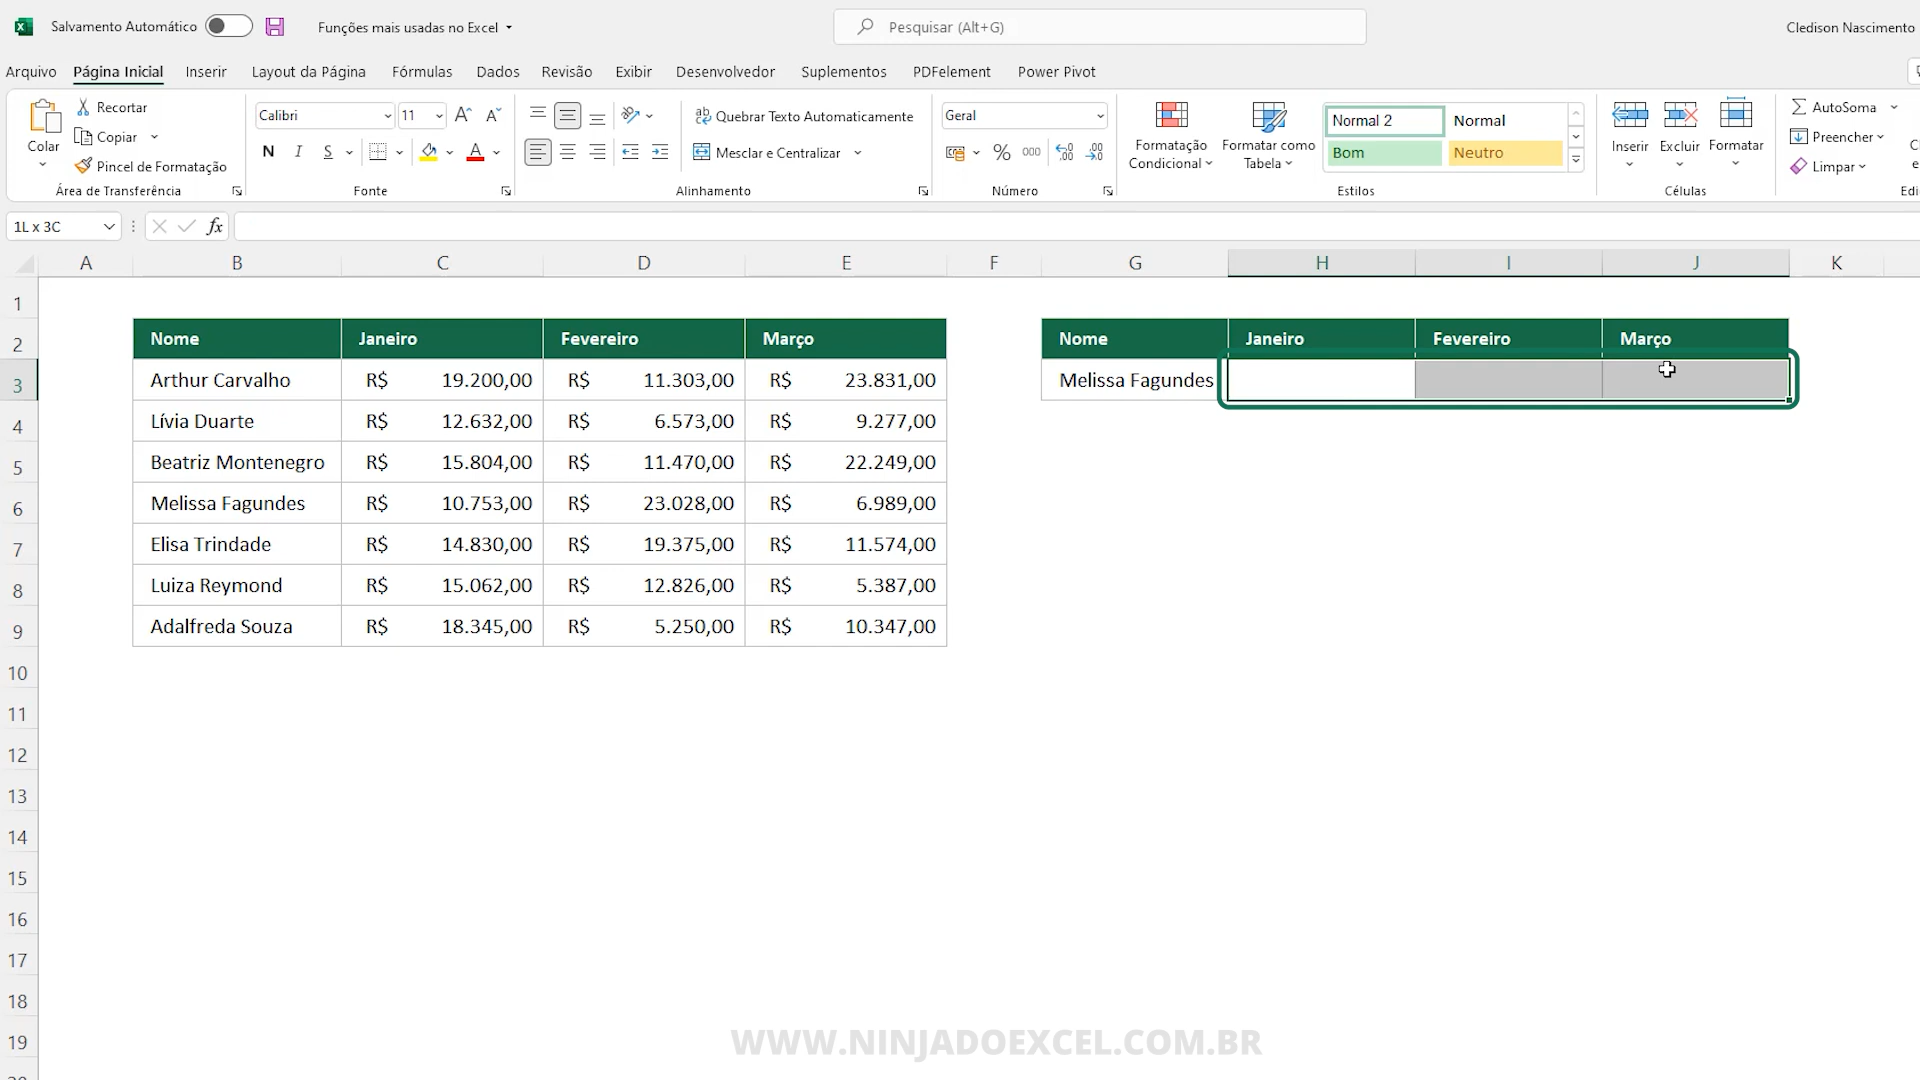 Salvamento Automático Funções mais usadas no Excel Pesquisar (Alt+G) Cledison Nascimento
Arquivo Página Inicial Inserir Layout da Página Fórmulas Dados Revisão Exibir Desenvolvedor Suplementos PDFelement Power Pivot
Colar
Recortar
Copiar
Pincel de Formatação
Área de Transferência
Calibri 11
N I S
Fonte
Quebrar Texto Automaticamente
Mesclar e Centralizar
Alinhamento
Geral
% 000
Número
Formatação Condicional
Formatar como Tabela
Normal 2 Normal
Bom Neutro
Estilos
Inserir Excluir Formatar
Células
AutoSoma
Preencher
Limpar
Edi
1L x 3C fx
A B C D E F G H I J K
1
2 Nome Janeiro Fevereiro Março Nome Janeiro Fevereiro Março
3 Arthur Carvalho R$ 19.200,00 R$ 11.303,00 R$ 23.831,00 Melissa Fagundes
4 Lívia Duarte R$ 12.632,00 R$ 6.573,00 R$ 9.277,00
5 Beatriz Montenegro R$ 15.804,00 R$ 11.470,00 R$ 22.249,00
6 Melissa Fagundes R$ 10.753,00 R$ 23.028,00 R$ 6.989,00
7 Elisa Trindade R$ 14.830,00 R$ 19.375,00 R$ 11.574,00
8 Luiza Reymond R$ 15.062,00 R$ 12.826,00 R$ 5.387,00
9 Adalfreda Souza R$ 18.345,00 R$ 5.250,00 R$ 10.347,00
10
11
12
13
14
15
16
17
18
19
WWW.NINJADOEXCEL.COM.BR